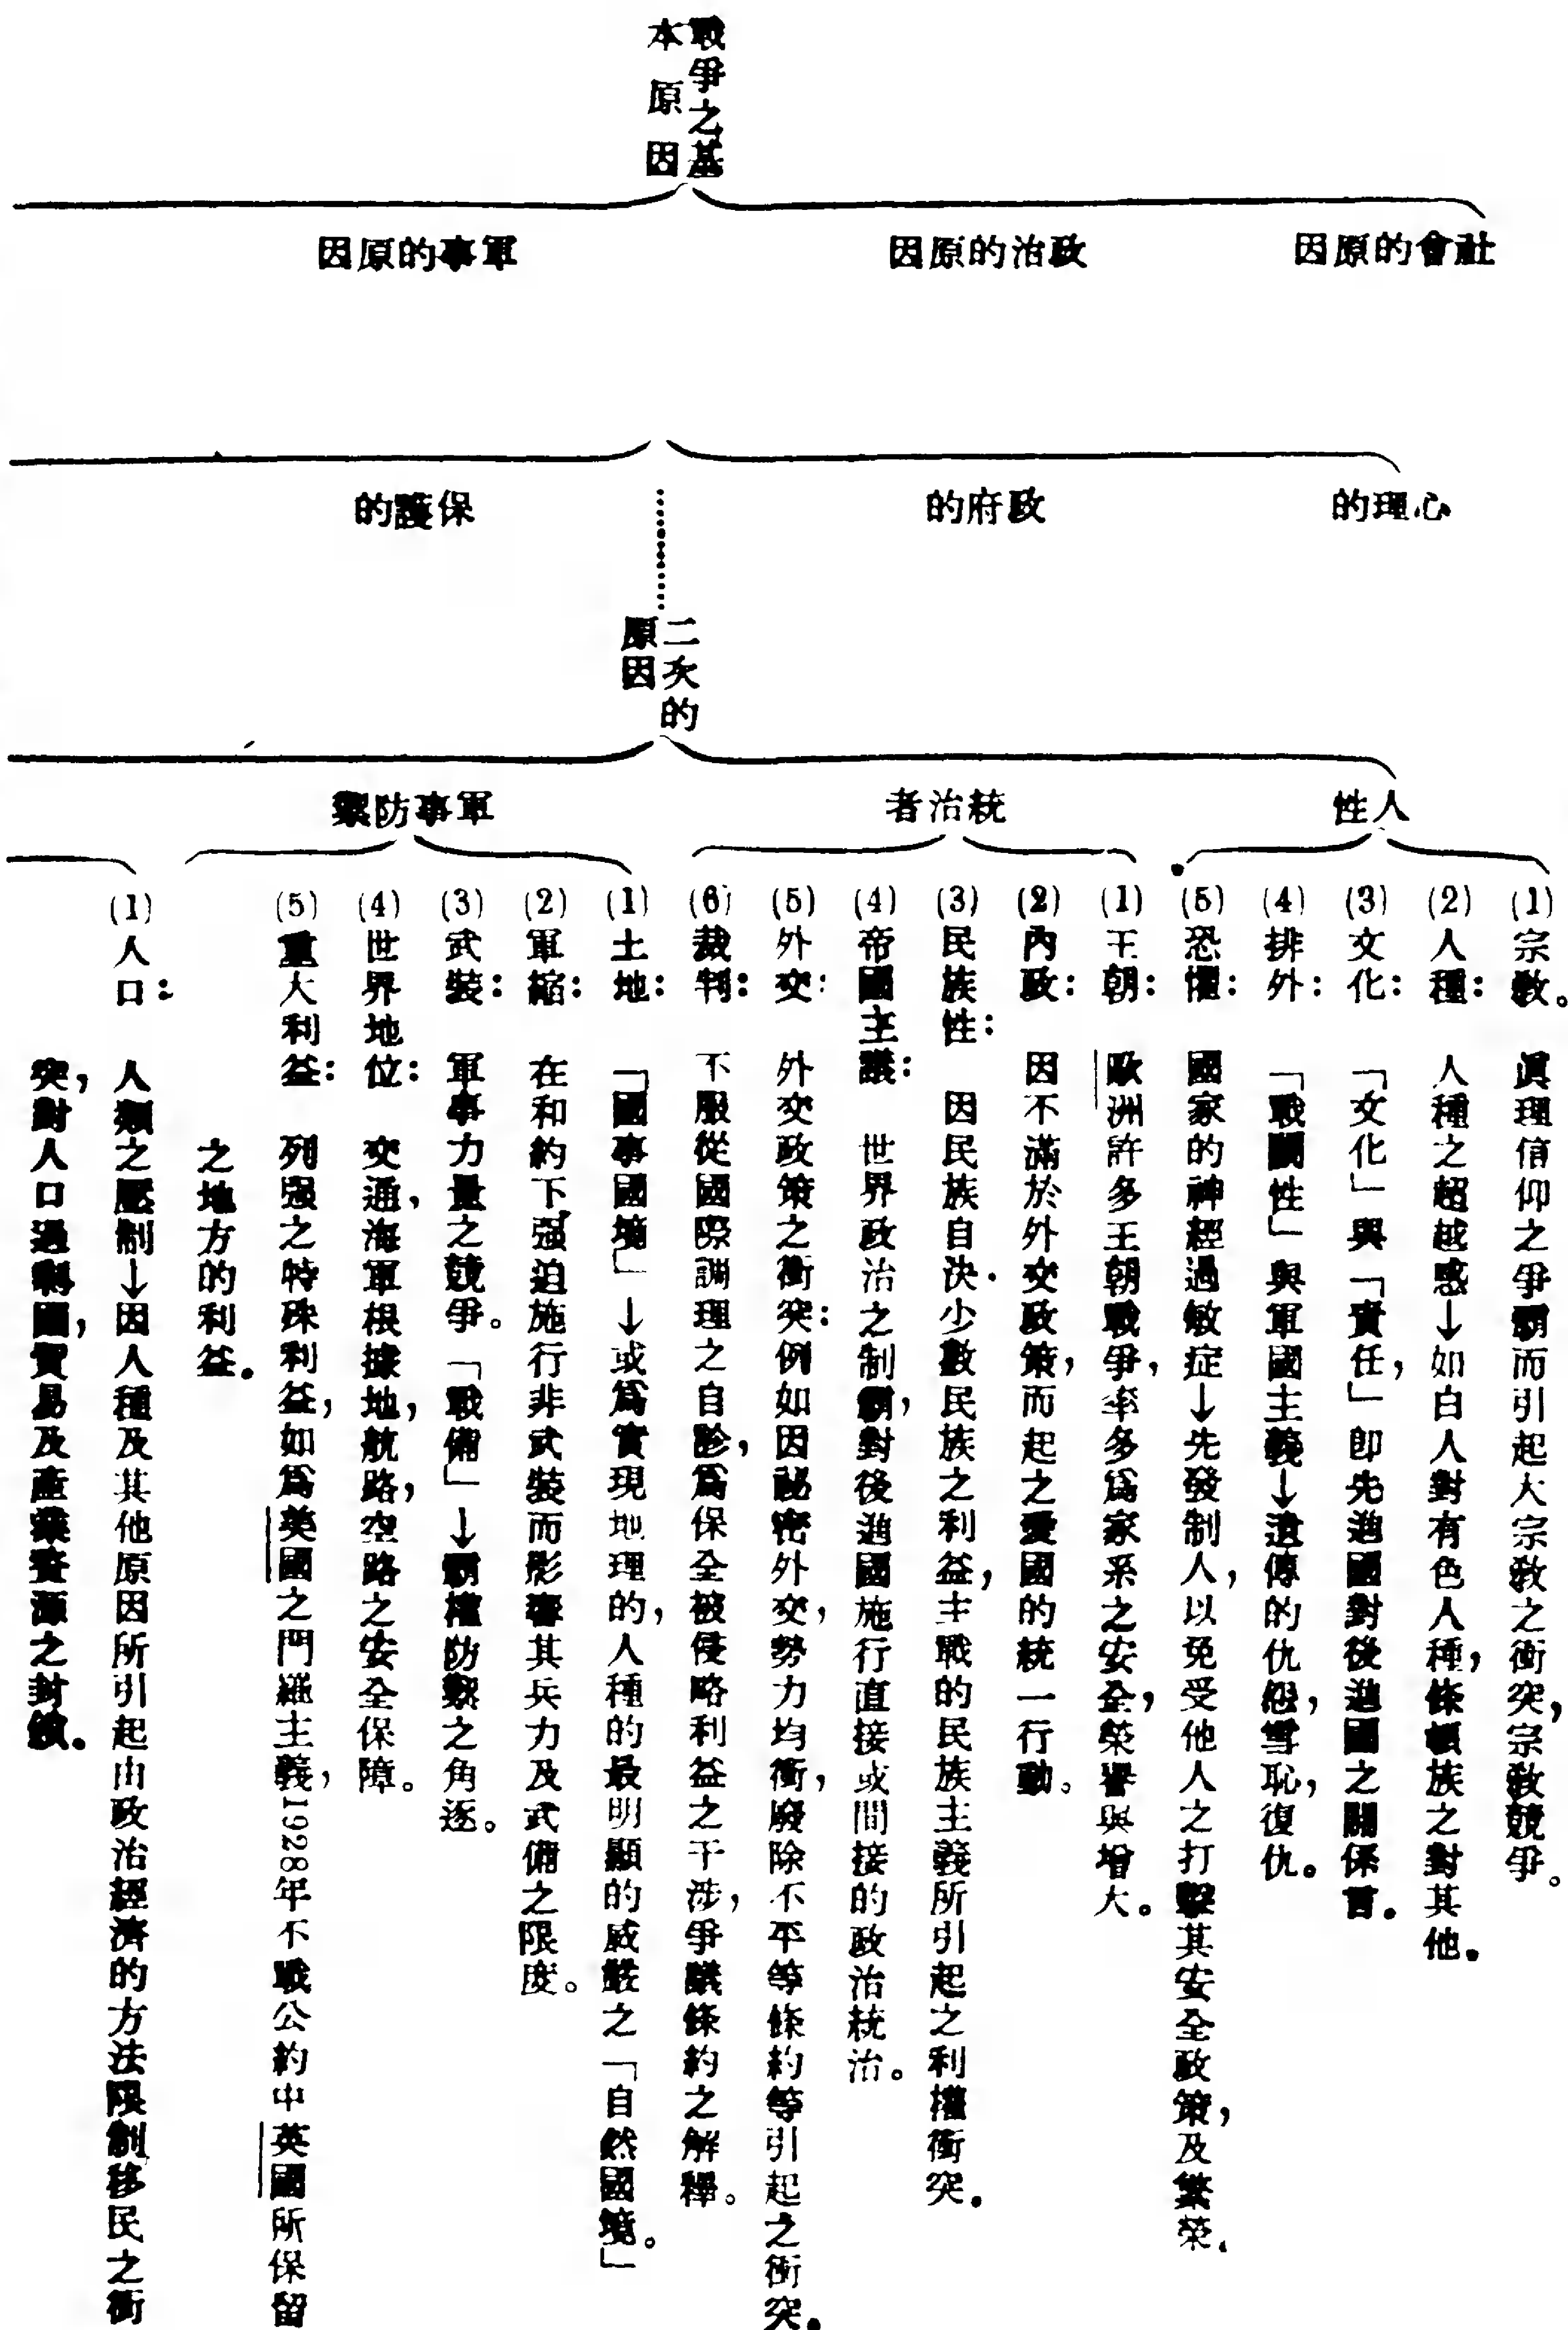 戰爭之基
本原因
社會的原因
政治的原因
軍事的原因
心理的
政府的
保護的
二次的
原因
人性
統治者
軍事防禦
(1)宗教。眞理信仰之爭霸而引起大宗教之衝突，宗教競爭。
(2)人種：人種之超越感→如白人對有色人種，條頓族之對其他。
(3)文化：「文化」與「責任」，卽先進國對後進國之關係言。
(4)排外：「戰鬭性」與軍國主義→遺傳的仇怨，雪恥，復仇。
(5)恐懼：國家的神經過敏症→先發制人，以免受他人之打擊其安全政策，及繁榮。
(1)王朝：歐洲許多王朝戰爭，率多爲家系之安全，榮譽與增大。
(2)內政：因不滿於外交政策，而起之愛國的統一行動。
(3)民族性：因民族自決．少數民族之利益，主戰的民族主義所引起之利權衝突。
(4)帝國主義：世界政治之制霸，對後進國施行直接或間接的政治統治。
(5)外交：外交政策之衝突：例如因祕密外交，勢力均衡，廢除不平等條約等引起之衝突。
(6)裁判：不服從國際調理之自矜，爲保全被侵略利益之干涉，爭議條約之解釋。
(1)土地：「國事國境」→或爲實現地理的，人種的最明顯的威嚴之「自然國境」。
(2)軍縮：在和約下強迫施行非武裝而影響其兵力及武備之限度。
(3)武裝：軍事力量之競爭。「戰備」→霸權防禦之角逐。
(4)世界地位：交通，海軍根據地，航路，空路之安全保障。
(5)重大利益：列强之特殊利益，如爲美國之門羅主義，1928年不戰公約中英國所保留
之地方的利益。
(1)人口：人類之壓制→因人種及其他原因所引起由政治經濟的方法限制移民之衝
突，對人口過剩國，貿易及產業資源之封鎖。